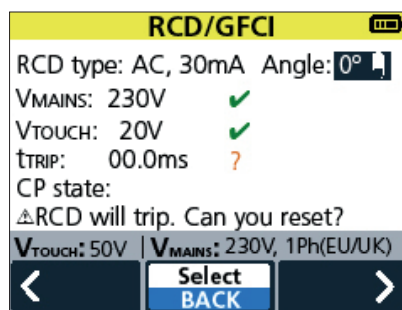 RCD/GFCI
RCD type: AC, 30mA Angle: 0°
VMAINS: 230V ✔
VTOUCH: 20V ✔
tTRIP: 00.0ms ?
CP state:
⚠RCD will trip. Can you reset?
VTOUCH: 50V | VMAINS: 230V, 1Ph(EU/UK)
Select
BACK